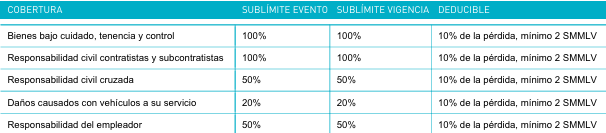 COBERTURA SUBLÍMITE EVENTO SUBLÍMITE VIGENCIA DEDUCIBLE
Bienes bajo cuidado, tenencia y control 100% 100% 10% de la pérdida, mínimo 2 SMMLV
Responsabilidad civil contratistas y subcontratistas 100% 100% 10% de la pérdida, mínimo 2 SMMLV
Responsabilidad civil cruzada 50% 50% 10% de la pérdida, mínimo 2 SMMLV
Daños causados con vehículos a su servicio 20% 20% 10% de la pérdida, mínimo 2 SMMLV
Responsabilidad del empleador 50% 50% 10% de la pérdida, mínimo 2 SMMLV